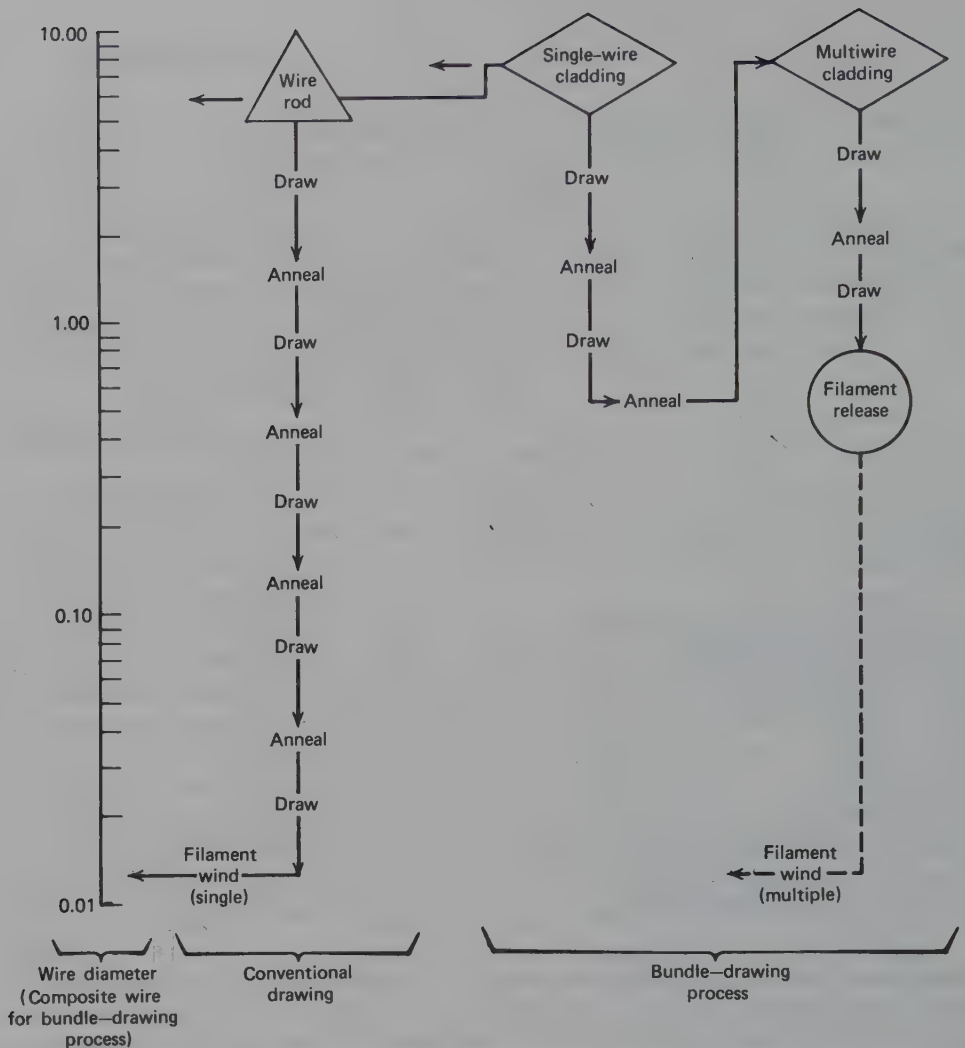 10.00
1.00
0.10
0.01
Wire
rod
Draw
Anneal
Draw
Anneal
Draw
Anneal
Draw
Anneal
Draw
Filament
wind
(single)
Single–wire
cladding
Draw
Anneal
Draw
Anneal
Multiwire
cladding
Draw
Anneal
Draw
Filament
release
Filament
wind
(multiple)
Wire diameter
(Composite wire
for bundle–drawing
process)
Conventional
drawing
Bundle–drawing
process